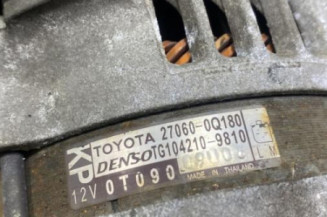 TOYOTA 27060-0Q180
DENSO TG104210-9810
KP
12V 0T090
MADE IN THAILAND
L
M